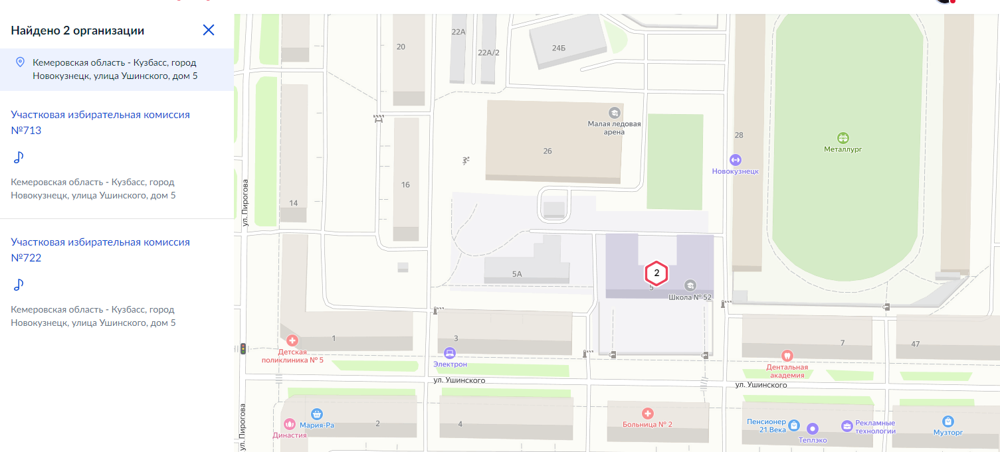 Найдено 2 организации
Кемеровская область - Кузбасс, город
Новокузнецк, улица Ушинского, дом 5
Участковая избирательная комиссия
№713
Кемеровская область - Кузбасс, город
Новокузнецк, улица Ушинского, дом 5
Участковая избирательная комиссия
№722
Кемеровская область - Кузбасс, город
Новокузнецк, улица Ушинского, дом 5
22А
20
22А/2
24Б
Малая ледовая
арена
26
28
Металлург
Новокузнецк
16
14
ул. Пирогова
5А
2
5
Школа № 52
1
3
7
47
Детская
поликлиника № 5
Электрон
Дентальная
академия
ул. Ушинского
ул. Ушинского
ул. Пирогова
Мария-Ра
Династия
2
4
Больница № 2
Пенсионер
21 Века
Теплэко
Рекламные
технологии
Музторг